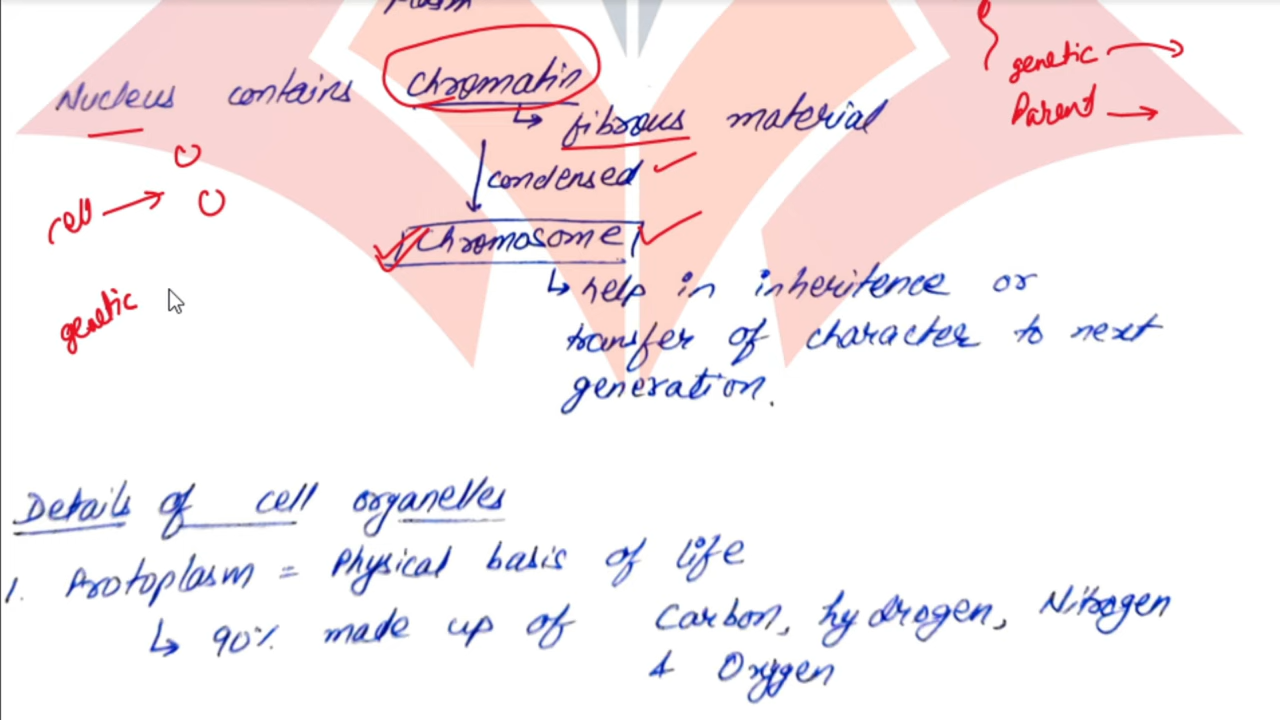 plasm
genetic
Parent
Nucleus contains chromatin
↳ fibrous material
condensed
Chromosome
↳ help in inheritence or
transfer of character to next
generation.
cell
genetic
Details of cell organelles
1. Protoplasm = Physical basis of life
↳ 90% made up of Carbon, hydrogen, Nitrogen
& Oxygen